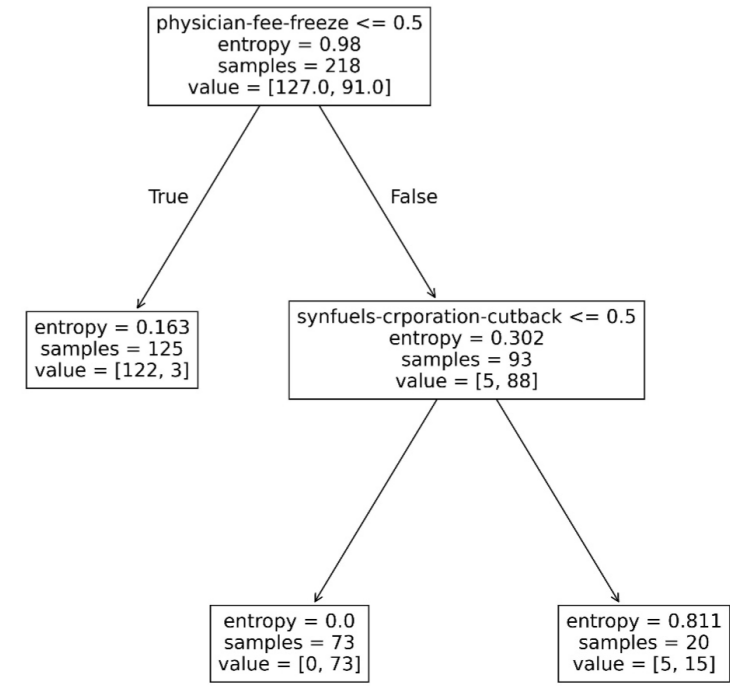 physician-fee-freeze <= 0.5
entropy = 0.98
samples = 218
value = [127.0, 91.0]
True
False
entropy = 0.163
samples = 125
value = [122, 3]
synfuels-crporation-cutback <= 0.5
entropy = 0.302
samples = 93
value = [5, 88]
entropy = 0.0
samples = 73
value = [0, 73]
entropy = 0.811
samples = 20
value = [5, 15]